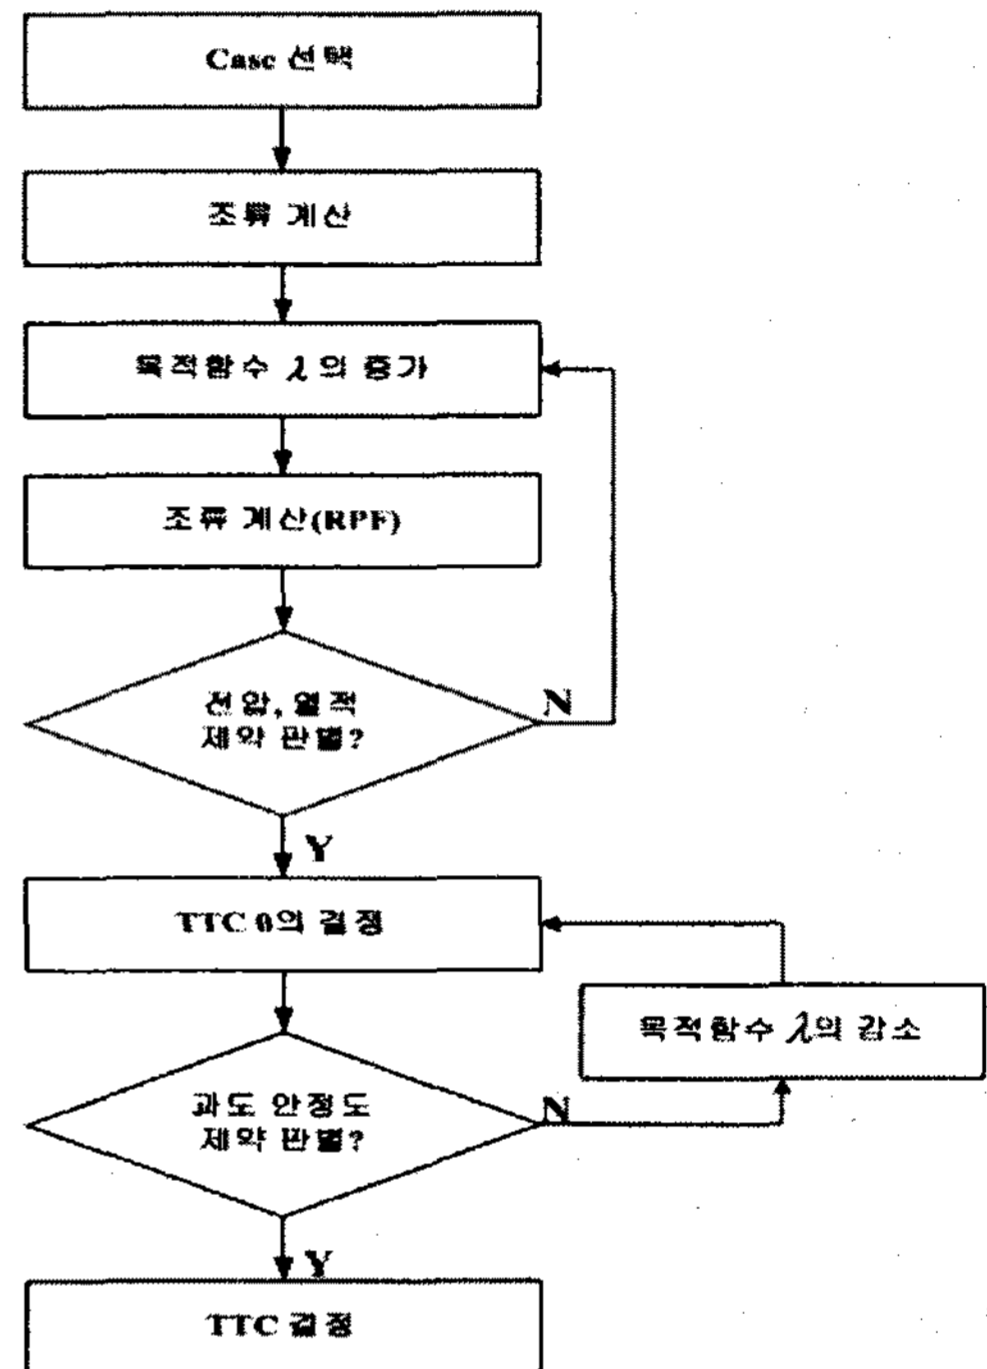 Case 선택
조류 계산
목적함수 λ의 증가
조류 계산(RPF)
전압, 열적
제약 판별?
N
Y
TTC 0의 결정
목적함수 λ의 감소
과도 안정도
제약 판별?
N
Y
TTC 결정